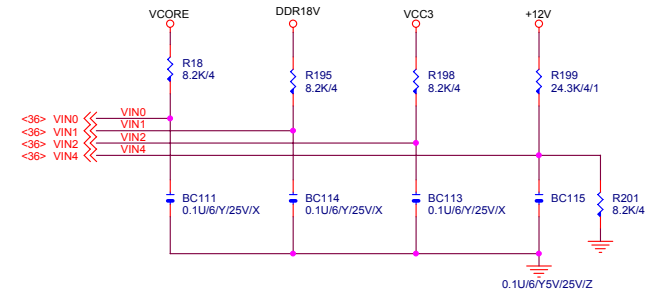 VCORE
DDR18V
VCC3
+12V
R18
8.2K/4
R195
8.2K/4
R198
8.2K/4
R199
24.3K/4/1
<36> VIN0 VIN0
<36> VIN1 VIN1
<36> VIN2 VIN2
<36> VIN4 VIN4
BC111
0.1U/6/Y/25V/X
BC114
0.1U/6/Y/25V/X
BC113
0.1U/6/Y/25V/X
BC115
R201
8.2K/4
0.1U/6/Y5V/25V/Z